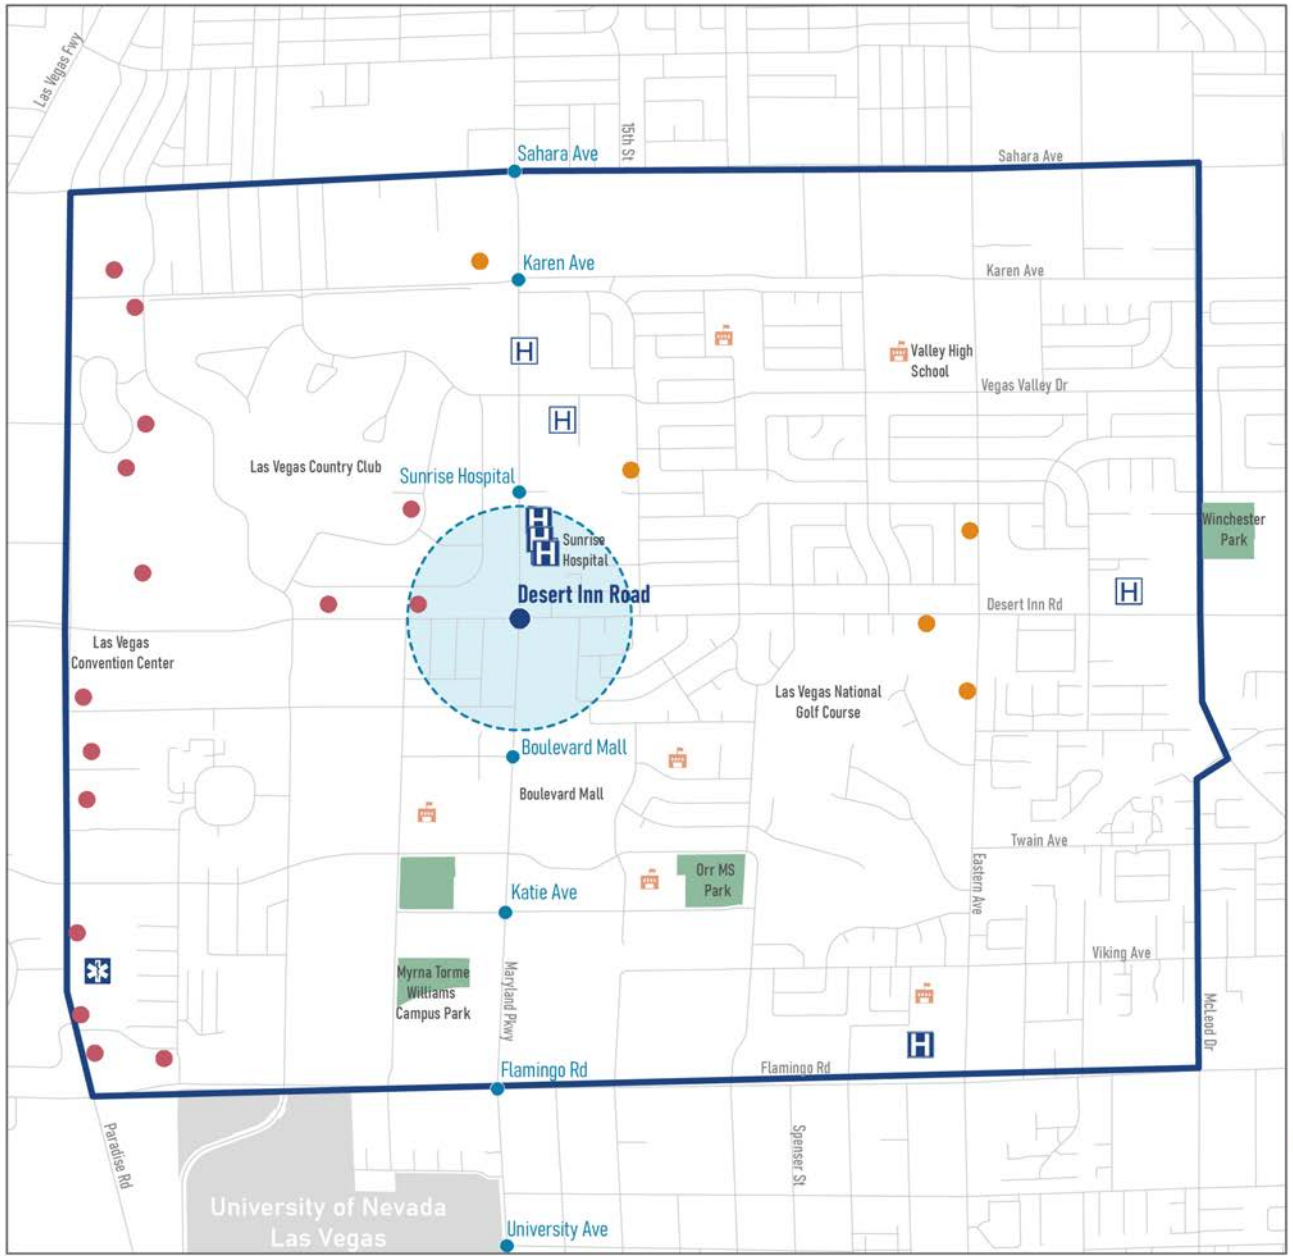 Las Vegas Fwy
15th St
Sahara Ave
Sahara Ave
Karen Ave
Karen Ave
H
Valley High
School
Vegas Valley Dr
H
Las Vegas Country Club
Sunrise Hospital
H
H
H
Sunrise
Hospital
Winchester
Park
H
Desert Inn Road
Desert Inn Rd
Las Vegas
Convention Center
Las Vegas National
Golf Course
Boulevard Mall
Boulevard Mall
Twain Ave
Orr MS
Park
Eastern Ave
Katie Ave
Viking Ave
Myrna Torme
Williams
Campus Park
Maryland Pkwy
McLeod Dr
H
Flamingo Rd
Flamingo Rd
Paradise Rd
Spenser St
University of Nevada
Las Vegas
University Ave